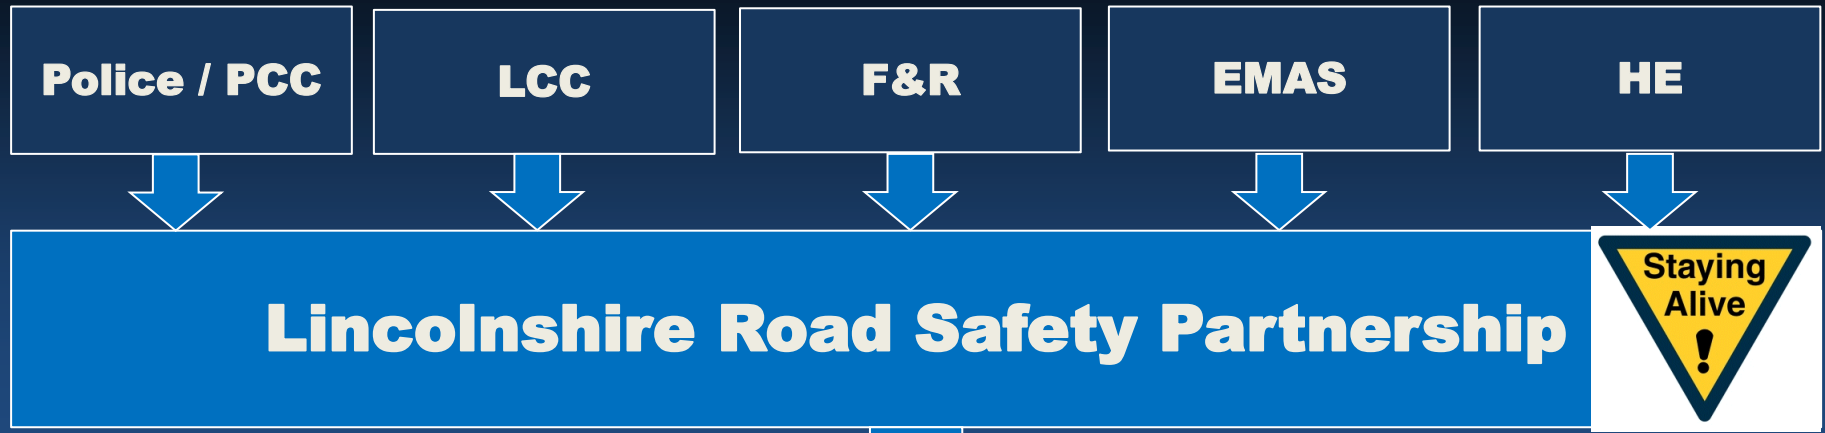 Police / PCC
LCC
F&R
EMAS
HE
Lincolnshire Road Safety Partnership
Staying
Alive
!